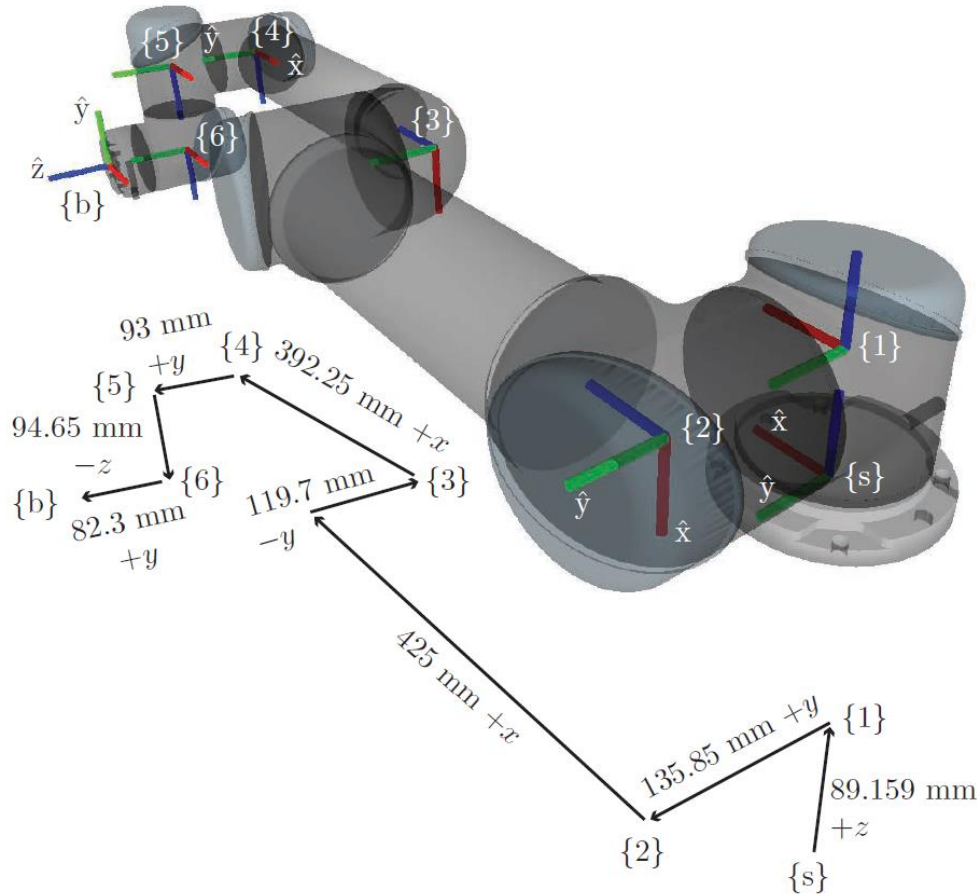 {5}
ŷ
{4}
x̂
ŷ
{6}
{3}
ẑ
{b}
{1}
93 mm
+y
{4}
392.25 mm +x
{5}
{2}
x̂
{s}
ŷ
94.65 mm
−z
{6}
119.7 mm
−y
{3}
ŷ
x̂
{b}
82.3 mm
+y
425 mm +x
135.85 mm +y
{1}
89.159 mm
+z
{2}
{s}